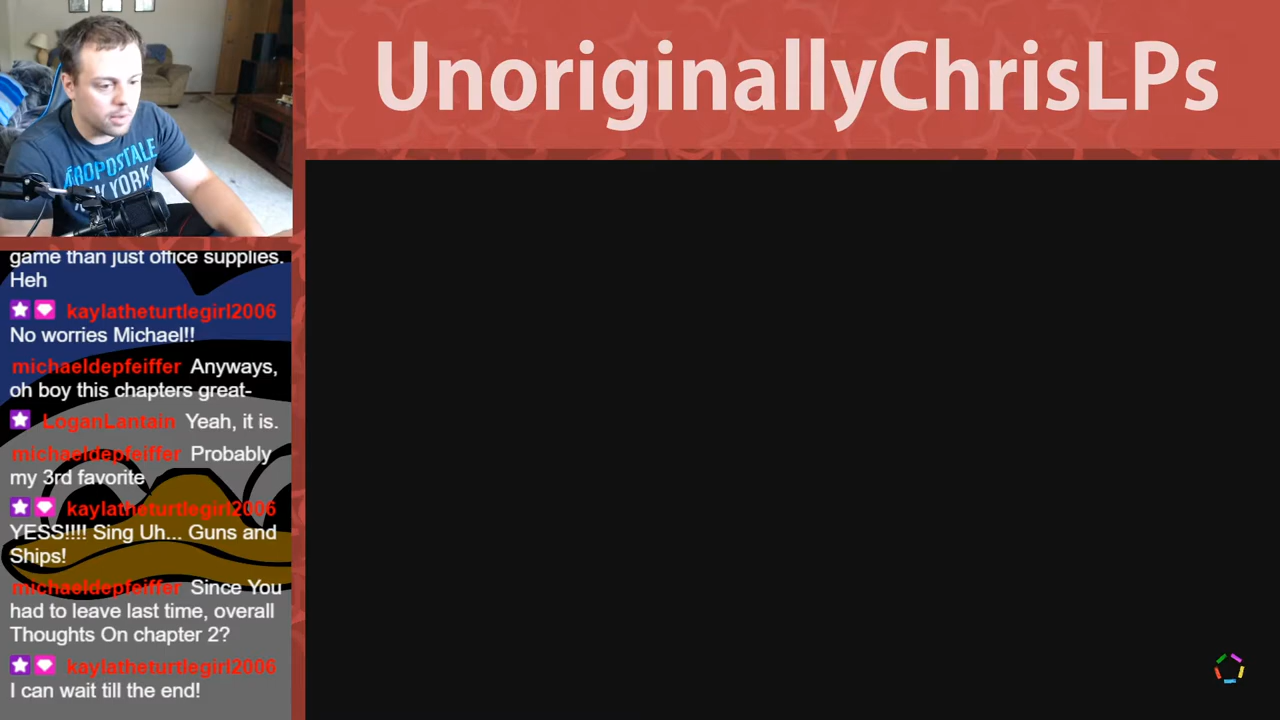 UnoriginallyChrisLPs
AROPOSTALE
NEW YORK
game than just office supplies.
Heh
kaylatheturtlegirl2006
No worries Michael!!
michaeldepfeiffer Anyways,
oh boy this chapters great-
LoganLantain Yeah, it is.
michaeldepfeiffer Probably
my 3rd favorite
kaylatheturtlegirl2006
YESS!!!! Sing Uh... Guns and
Ships!
michaeldepfeiffer Since You
had to leave last time, overall
Thoughts On chapter 2?
kaylatheturtlegirl2006
I can wait till the end!